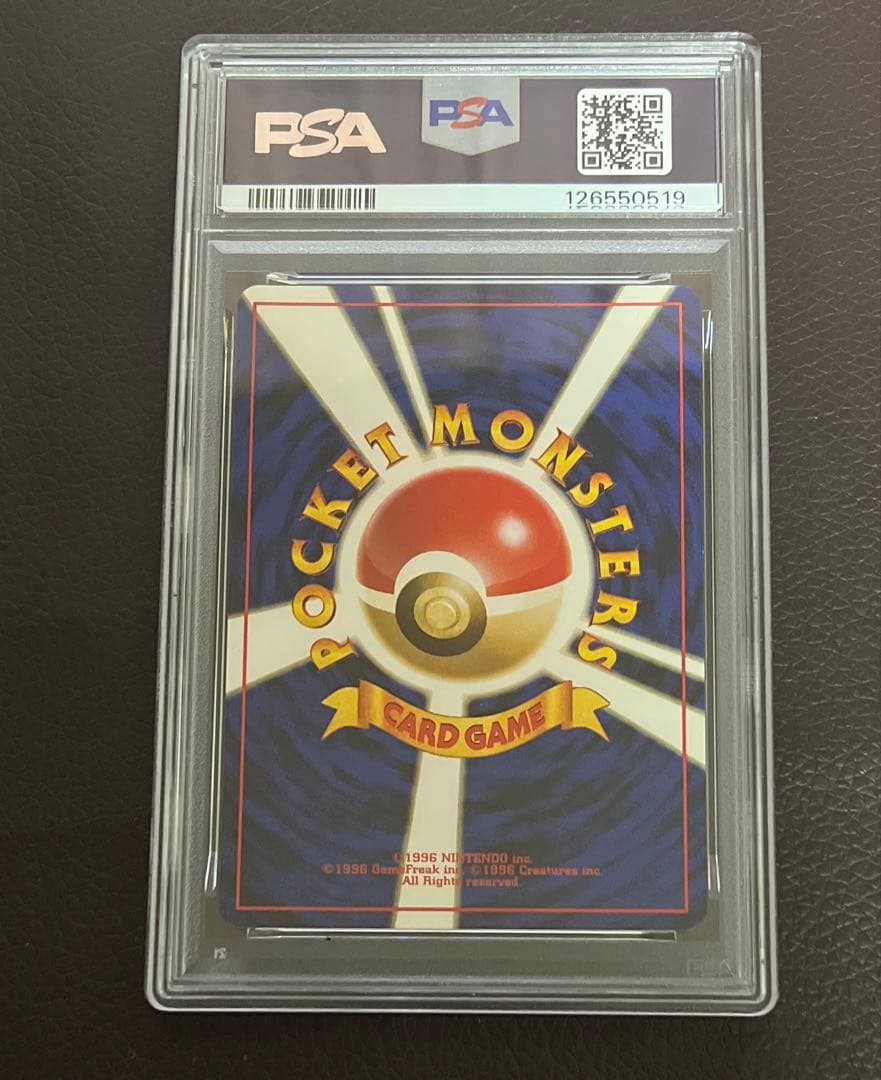 PSA
PSA
126550519
POCKET MONSTERS
CARD GAME
©1996 NINTENDO inc.
©1996 GameFreak inc. ©1996 Creatures inc.
All Rights reserved.